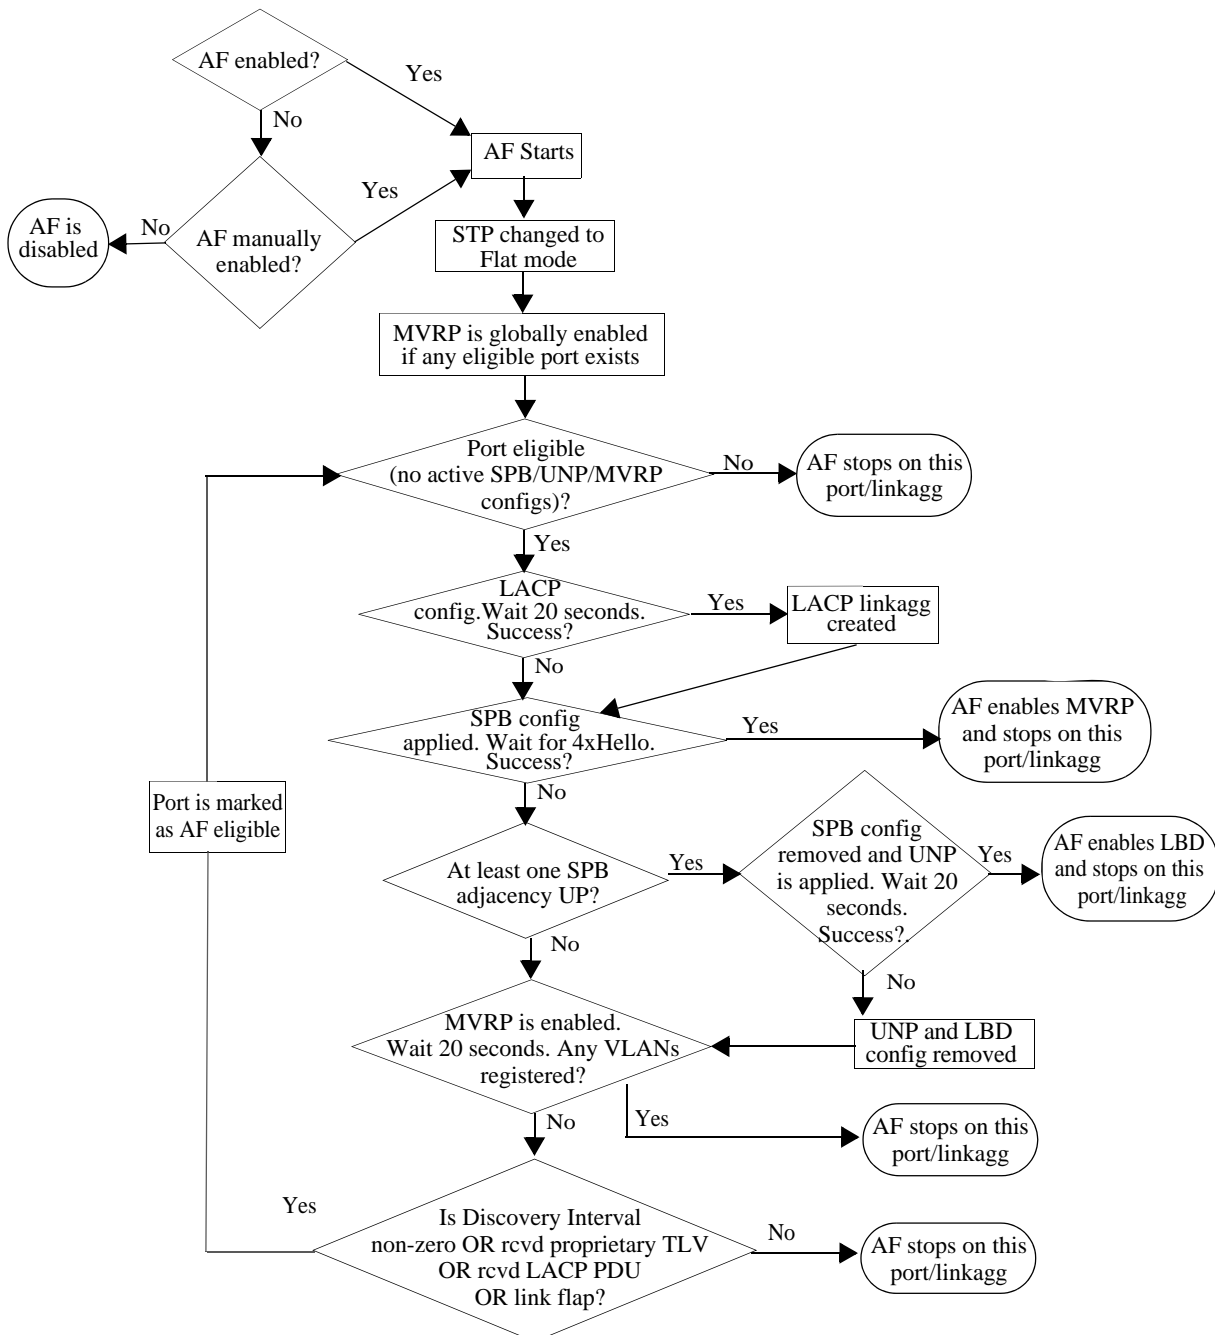 AF enabled?
Yes
No
AF Starts
Yes
AF is
disabled
No
AF manually
enabled?
STP changed to
Flat mode
MVRP is globally enabled
if any eligible port exists
Port eligible
(no active SPB/UNP/MVRP
configs)?
No
AF stops on this
port/linkagg
Yes
LACP
config.Wait 20 seconds.
Success?
Yes
LACP linkagg
created
No
SPB config
applied. Wait for 4xHello.
Success?
Yes
AF enables MVRP
and stops on this
port/linkagg
No
Port is marked
as AF eligible
At least one SPB
adjacency UP?
Yes
SPB config
removed and UNP
is applied. Wait 20
seconds.
Success?.
Yes
AF enables LBD
and stops on this
port/linkagg
No
No
MVRP is enabled.
Wait 20 seconds. Any VLANs
registered?
UNP and LBD
config removed
Yes
AF stops on this
port/linkagg
No
Yes
Is Discovery Interval
non-zero OR rcvd proprietary TLV
OR rcvd LACP PDU
OR link flap?
No
AF stops on this
port/linkagg